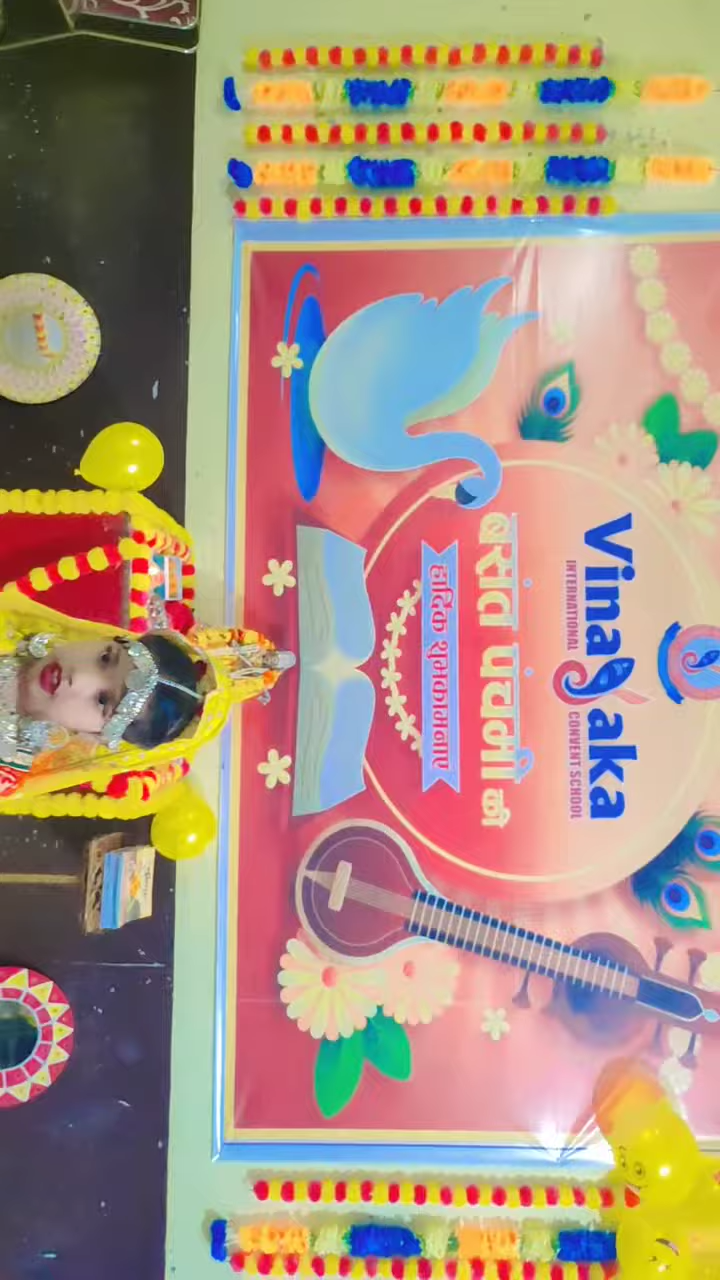 Vinayaka
INTERNATIONAL CONVENT SCHOOL
बसंत पंचमी की
हार्दिक शुभकामनाएं